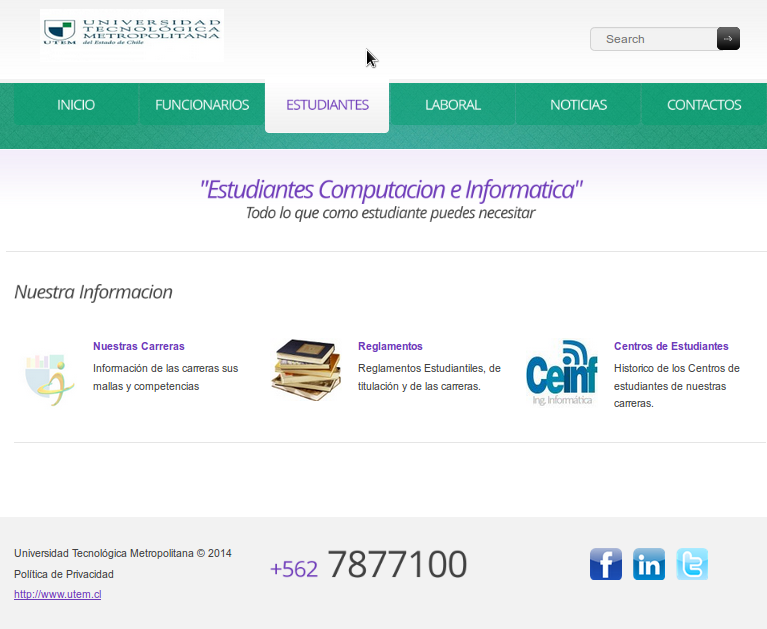 UNIVERSIDAD
TECNOLÓGICA
METROPOLITANA
del Estado de Chile
UTEM
Search
INICIO
FUNCIONARIOS
ESTUDIANTES
LABORAL
NOTICIAS
CONTACTOS
"Estudiantes Computacion e Informatica"
Todo lo que como estudiante puedes necesitar
Nuestra Informacion
Nuestras Carreras
Información de las carreras sus
mallas y competencias
Reglamentos
Reglamentos Estudiantiles, de
titulación y de las carreras.
Ceinf
Ing. Informática
Centros de Estudiantes
Historico de los Centros de
estudiantes de nuestras
carreras.
Universidad Tecnológica Metropolitana © 2014
Política de Privacidad
http://www.utem.cl
+562 7877100
f
in
t